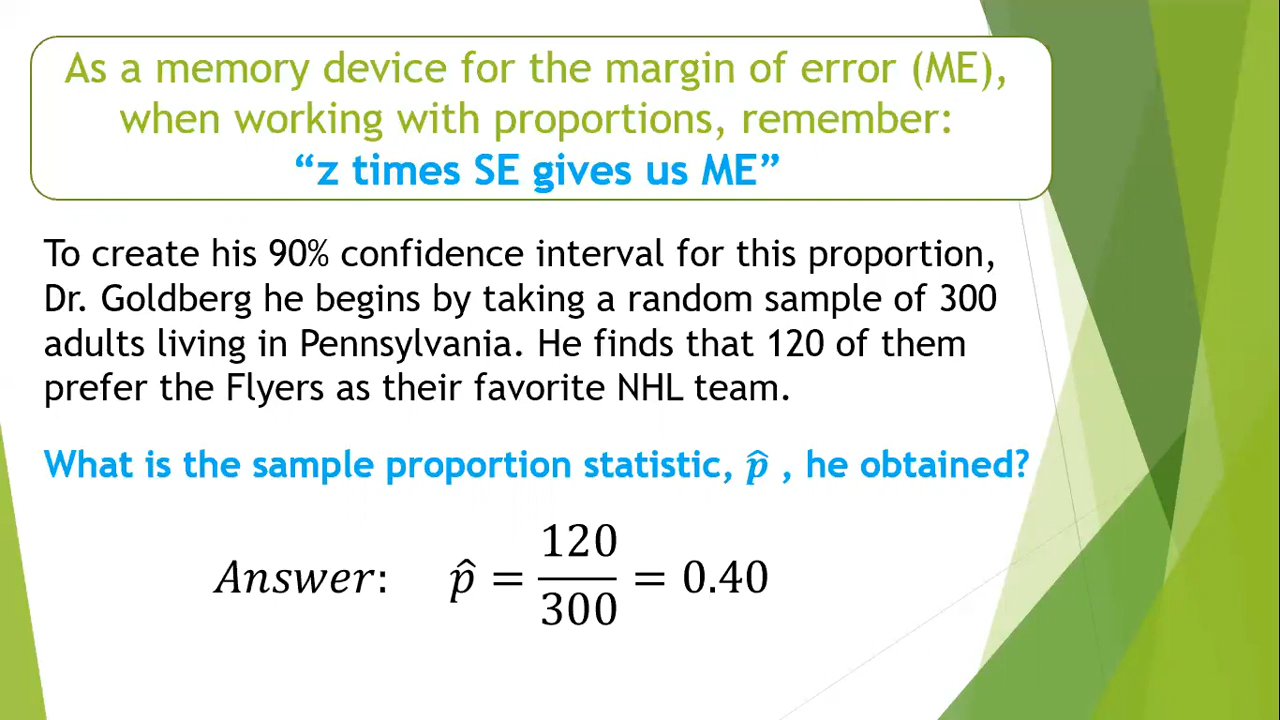 As a memory device for the margin of error (ME),
when working with proportions, remember:
“z times SE gives us ME”
To create his 90% confidence interval for this proportion,
Dr. Goldberg he begins by taking a random sample of 300
adults living in Pennsylvania. He finds that 120 of them
prefer the Flyers as their favorite NHL team.
What is the sample proportion statistic, p̂ , he obtained?
Answer: p̂ = 120/300 = 0.40